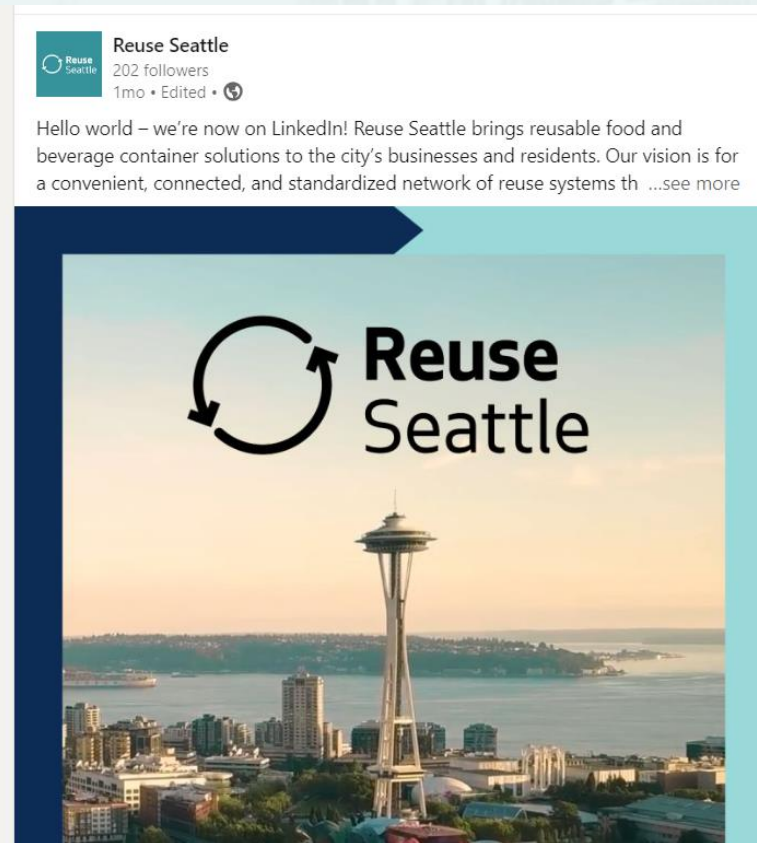 Reuse
Seattle
Reuse Seattle
202 followers
1mo • Edited •
Hello world – we're now on LinkedIn! Reuse Seattle brings reusable food and
beverage container solutions to the city's businesses and residents. Our vision is for
a convenient, connected, and standardized network of reuse systems th ...see more
Reuse
Seattle